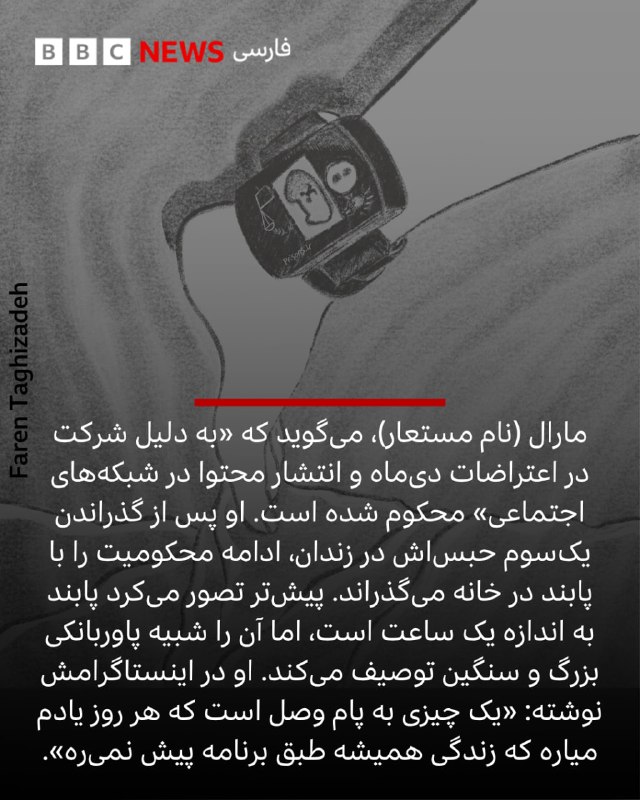 BBC NEWS فارسی
Faren Taghizadeh
مارال (نام مستعار)، می‌گوید که «به دلیل شرکت
در اعتراضات دی‌ماه و انتشار محتوا در شبکه‌های
اجتماعی» محکوم شده است. او پس از گذراندن
یک‌سوم حبس‌اش در زندان، ادامه محکومیت را با
پابند در خانه می‌گذراند. پیش‌تر تصور می‌کرد پابند
به اندازه یک ساعت است، اما آن را شبیه پاوربانکی
بزرگ و سنگین توصیف می‌کند. او در اینستاگرامش
نوشته: «یک چیزی به پام وصل است که هر روز یادم
میاره که زندگی همیشه طبق برنامه پیش نمی‌ره».